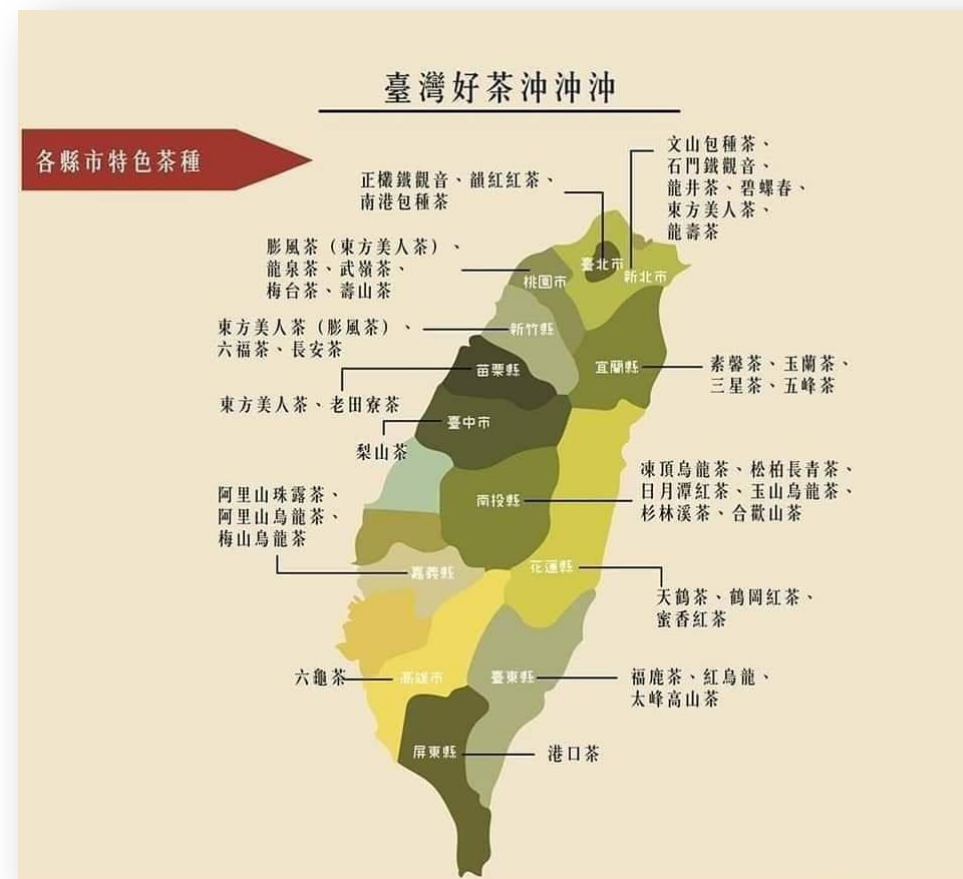 臺灣好茶沖沖沖
各縣市特色茶種
正欉鐵觀音、韻紅紅茶、
南港包種茶
文山包種茶、
石門鐵觀音、
龍井茶、碧螺春、
東方美人茶、
龍壽茶
膨風茶（東方美人茶）、
龍泉茶、武嶺茶、
梅台茶、壽山茶
臺北市
新北市
桃園市
東方美人茶（膨風茶）、
六福茶、長安茶
新竹縣
宜蘭縣
素馨茶、玉蘭茶、
三星茶、五峰茶
苗栗縣
東方美人茶、老田寮茶
臺中市
梨山茶
阿里山珠露茶、
阿里山烏龍茶、
梅山烏龍茶
南投縣
凍頂烏龍茶、松柏長青茶、
日月潭紅茶、玉山烏龍茶、
杉林溪茶、合歡山茶
嘉義縣
花蓮縣
天鶴茶、鶴岡紅茶、
蜜香紅茶
六龜茶
高雄市
臺東縣
福鹿茶、紅烏龍、
太峰高山茶
屏東縣
港口茶